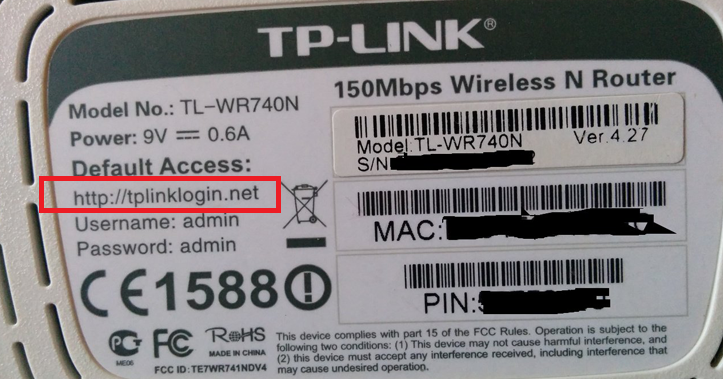 TP-LINK®
150Mbps Wireless N Router
Model No.: TL-WR740N
Power: 9V ⎓ 0.6A
Default Access:
http://tplinklogin.net
Username: admin
Password: admin
Model:TL-WR740N Ver.4.27
S/N
MAC:
PIN:
CE1588
PG
ME06
FC
RoHS
MADE IN CHINA
FCC ID: TE7WR741NDV4
This device complies with part 15 of the FCC Rules. Operation is subject to the
following two conditions: (1) This device may not cause harmful interference, and
(2) this device must accept any interference received, including interference that
may cause undesired operation.